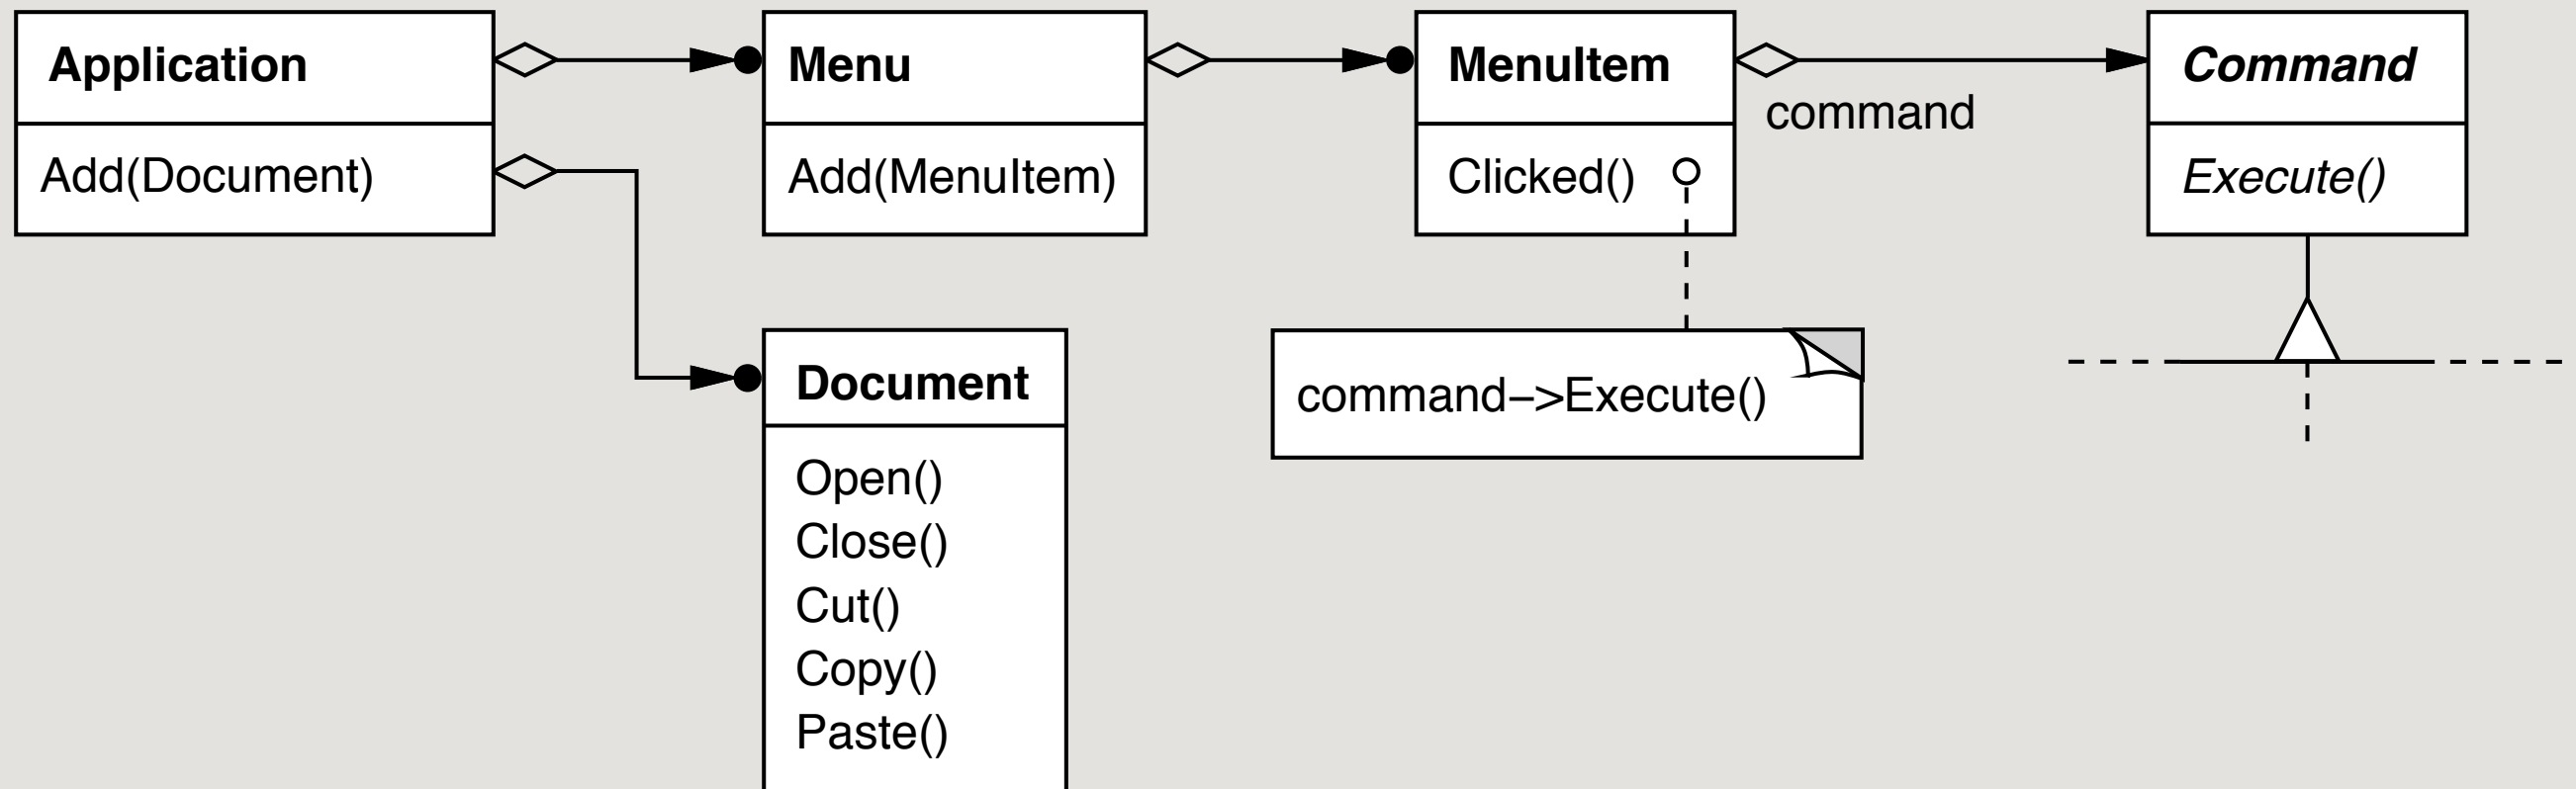 Application
Add(Document)
Menu
Add(MenuItem)
MenuItem
Clicked()
command
Command
Execute()
Document
Open()
Close()
Cut()
Copy()
Paste()
command–>Execute()